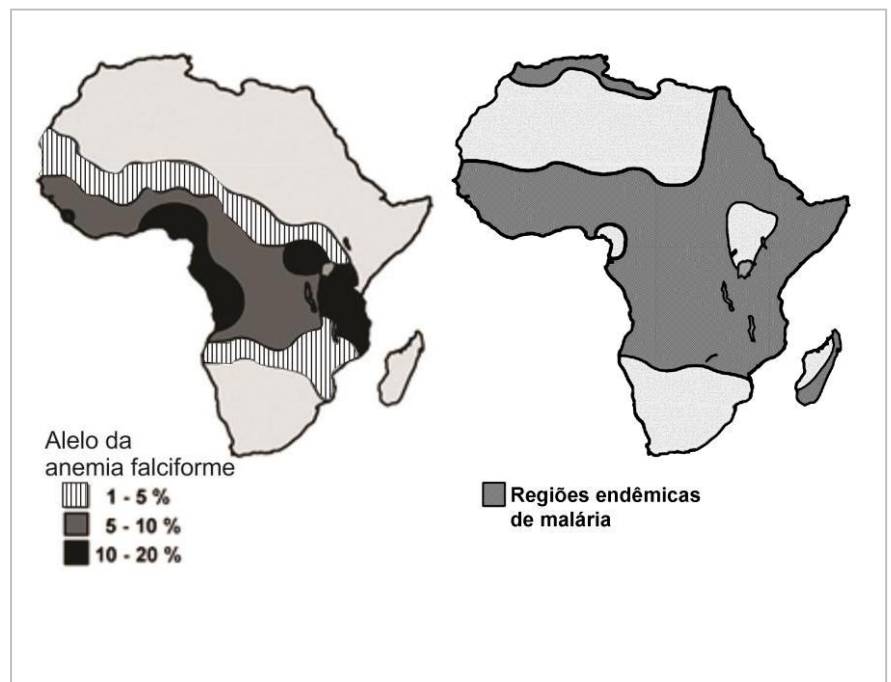 Alelo da
anemia falciforme
1 - 5 %
5 - 10 %
10 - 20 %
Regiões endêmicas
de malária